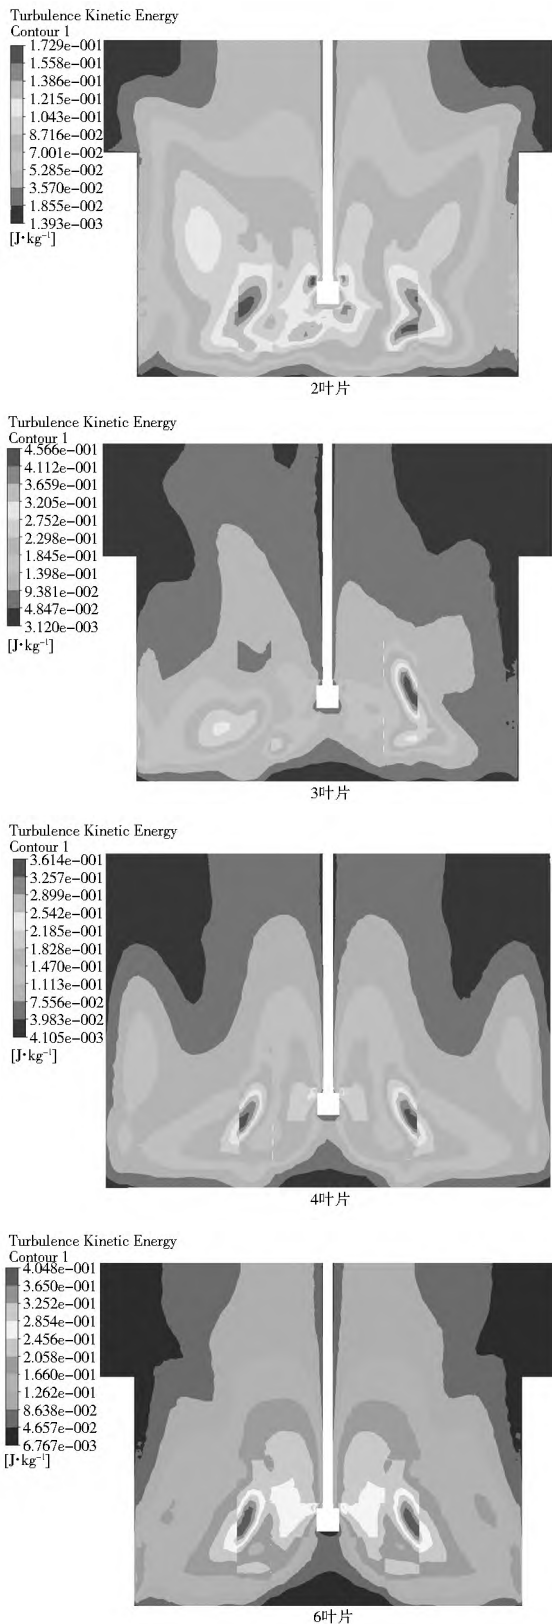 Turbulence Kinetic Energy
Contour 1
1.729e-001
1.558e-001
1.386e-001
1.215e-001
1.043e-001
8.716e-002
7.001e-002
5.285e-002
3.570e-002
1.855e-002
1.393e-003
[J·kg⁻¹]
2叶片
Turbulence Kinetic Energy
Contour 1
4.566e-001
4.112e-001
3.659e-001
3.205e-001
2.752e-001
2.298e-001
1.845e-001
1.398e-001
9.381e-002
4.847e-002
3.120e-003
[J·kg⁻¹]
3叶片
Turbulence Kinetic Energy
Contour 1
3.614e-001
3.257e-001
2.899e-001
2.542e-001
2.185e-001
1.828e-001
1.470e-001
1.113e-001
7.556e-002
3.983e-002
4.105e-003
[J·kg⁻¹]
4叶片
Turbulence Kinetic Energy
Contour 1
4.048e-001
3.650e-001
3.252e-001
2.854e-001
2.456e-001
2.058e-001
1.660e-001
1.262e-001
8.638e-002
4.657e-002
6.767e-003
[J·kg⁻¹]
6叶片